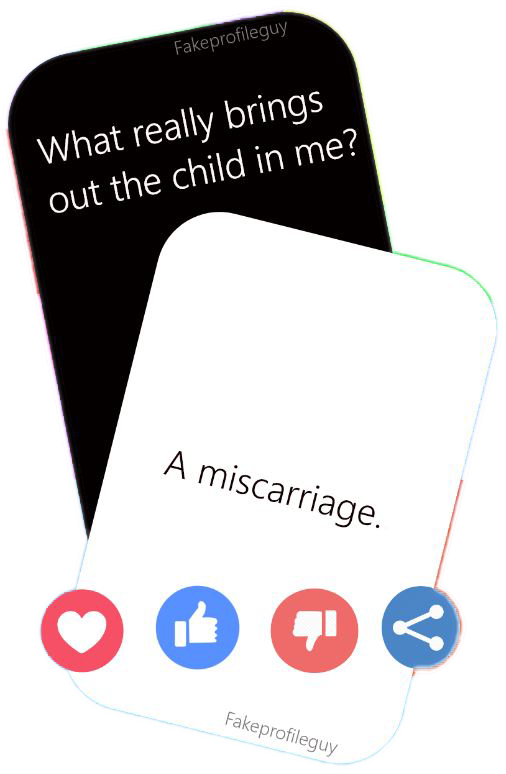 Fakeprofileguy
What really brings
out the child in me?
A miscarriage.
Fakeprofileguy